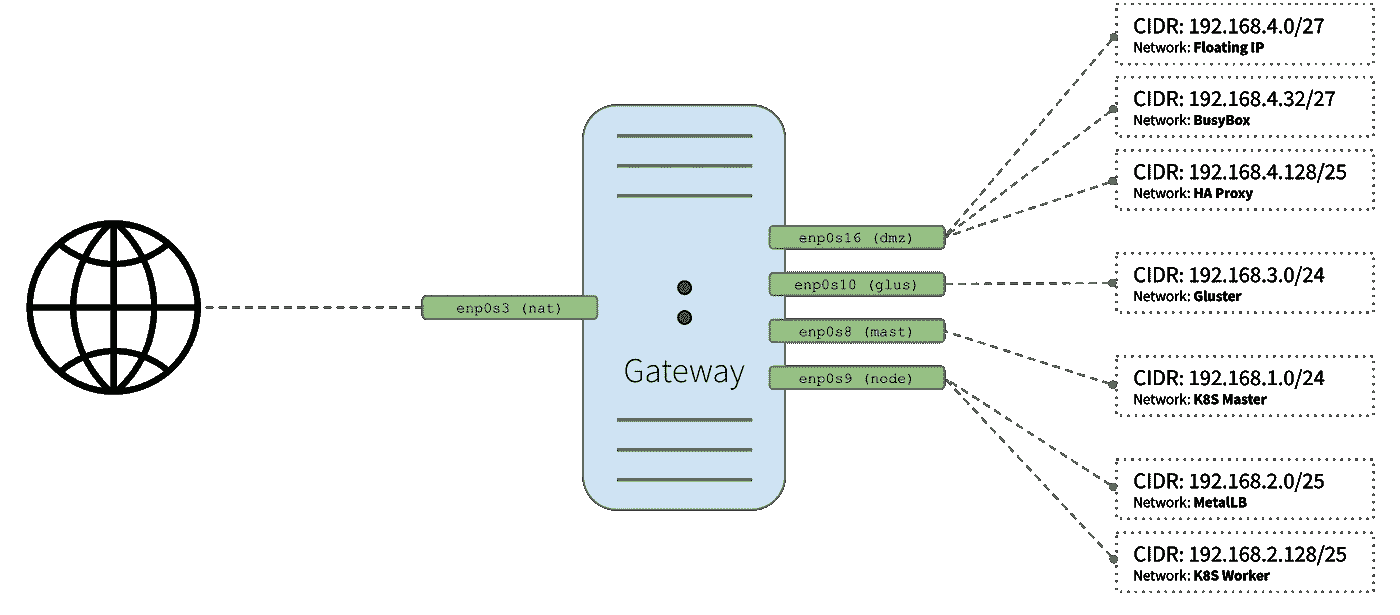 CIDR: 192.168.4.0/27
Network: Floating IP
CIDR: 192.168.4.32/27
Network: BusyBox
CIDR: 192.168.4.128/25
Network: HA Proxy
enp0s16 (dmz)
enp0s10 (glus)
CIDR: 192.168.3.0/24
Network: Gluster
enp0s3 (nat)
enp0s8 (mast)
Gateway
enp0s9 (node)
CIDR: 192.168.1.0/24
Network: K8S Master
CIDR: 192.168.2.0/25
Network: MetalLB
CIDR: 192.168.2.128/25
Network: K8S Worker